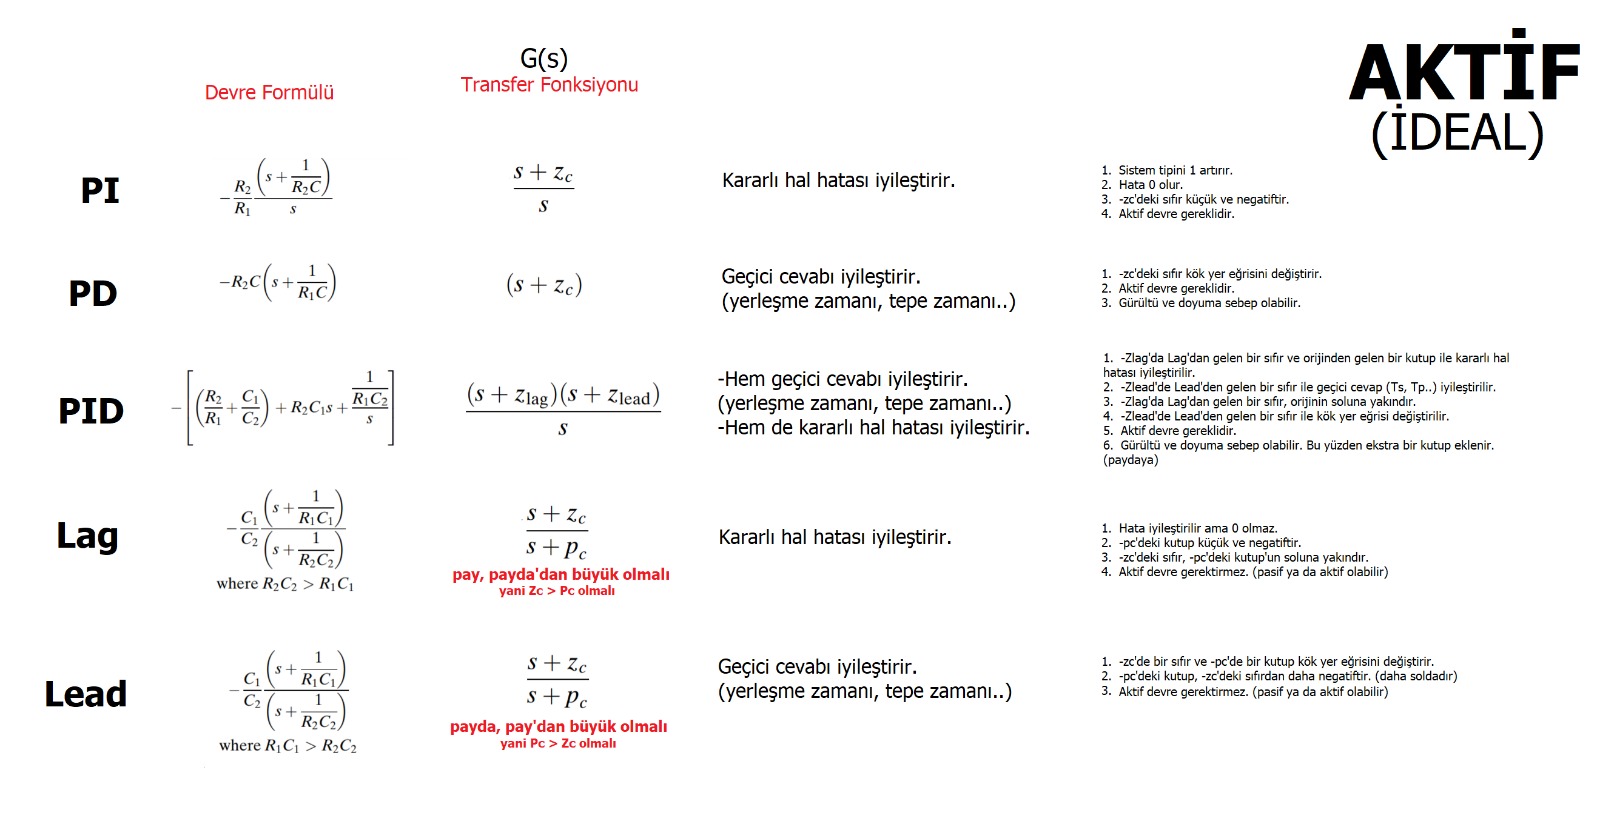 AKTİF
(İDEAL)
Devre Formülü
G(s)
Transfer Fonksiyonu
PI
-\frac{R_2}{R_1}\frac{\left(s+\frac{1}{R_2C}\right)}{s}
\frac{s+z_c}{s}
Kararlı hal hatası iyileştirir.
1. Sistem tipini 1 artırır.
2. Hata 0 olur.
3. -zc'deki sıfır küçük ve negatiftir.
4. Aktif devre gereklidir.
PD
-R_2C\left(s+\frac{1}{R_1C}\right)
(s+z_c)
Geçici cevabı iyileştirir.
(yerleşme zamanı, tepe zamanı..)
1. -zc'deki sıfır kök yer eğrisini değiştirir.
2. Aktif devre gereklidir.
3. Gürültü ve doyuma sebep olabilir.
PID
-\left[\left(\frac{R_2}{R_1}+\frac{C_1}{C_2}\right)+R_2C_1s+\frac{\frac{1}{R_1C_2}}{s}\right]
\frac{(s+z_{lag})(s+z_{lead})}{s}
-Hem geçici cevabı iyileştirir.
(yerleşme zamanı, tepe zamanı..)
-Hem de kararlı hal hatası iyileştirir.
1. -Zlag'da Lag'dan gelen bir sıfır ve orijinden gelen bir kutup ile kararlı hal
hatası iyileştirilir.
2. -Zlead'de Lead'den gelen bir sıfır ile geçici cevap (Ts, Tp..) iyileştirilir.
3. -Zlag'da Lag'dan gelen bir sıfır, orijinin soluna yakındır.
4. -Zlead'de Lead'den gelen bir sıfır ile kök yer eğrisi değiştirilir.
5. Aktif devre gereklidir.
6. Gürültü ve doyuma sebep olabilir. Bu yüzden ekstra bir kutup eklenir.
(paydaya)
Lag
-\frac{C_1}{C_2}\frac{\left(s+\frac{1}{R_1C_1}\right)}{\left(s+\frac{1}{R_2C_2}\right)}
where R_2C_2 > R_1C_1
\frac{s+z_c}{s+p_c}
pay, payda'dan büyük olmalı
yani Zc > Pc olmalı
Kararlı hal hatası iyileştirir.
1. Hata iyileştirilir ama 0 olmaz.
2. -pc'deki kutup küçük ve negatiftir.
3. -zc'deki sıfır, -pc'deki kutup'un soluna yakındır.
4. Aktif devre gerektirmez. (pasif ya da aktif olabilir)
Lead
-\frac{C_1}{C_2}\frac{\left(s+\frac{1}{R_1C_1}\right)}{\left(s+\frac{1}{R_2C_2}\right)}
where R_1C_1 > R_2C_2
\frac{s+z_c}{s+p_c}
payda, pay'dan büyük olmalı
yani Pc > Zc olmalı
Geçici cevabı iyileştirir.
(yerleşme zamanı, tepe zamanı..)
1. -zc'de bir sıfır ve -pc'de bir kutup kök yer eğrisini değiştirir.
2. -pc'deki kutup, -zc'deki sıfırdan daha negatiftir. (daha soldadır)
3. Aktif devre gerektirmez. (pasif ya da aktif olabilir)